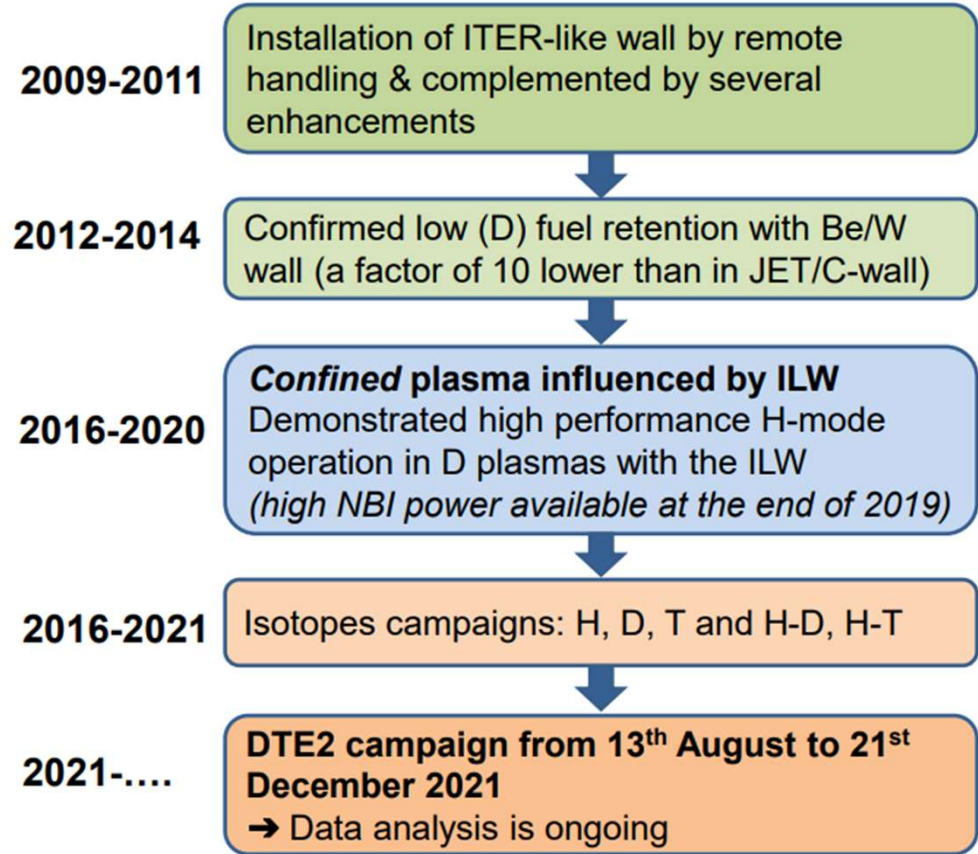 2009-2011
Installation of ITER-like wall by remote
handling & complemented by several
enhancements
2012-2014
Confirmed low (D) fuel retention with Be/W
wall (a factor of 10 lower than in JET/C-wall)
2016-2020
Confined plasma influenced by ILW
Demonstrated high performance H-mode
operation in D plasmas with the ILW
(high NBI power available at the end of 2019)
2016-2021
Isotopes campaigns: H, D, T and H-D, H-T
2021-....
DTE2 campaign from 13th August to 21st
December 2021
➔ Data analysis is ongoing